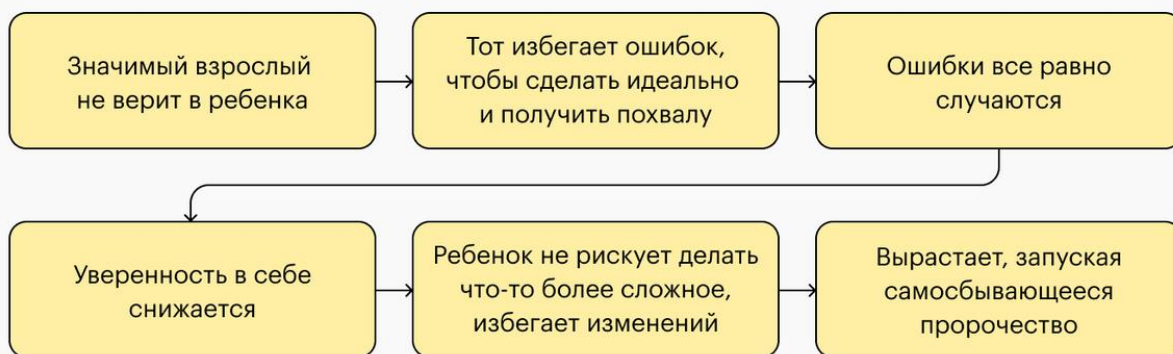 Значимый взрослый
не верит в ребенка
Тот избегает ошибок,
чтобы сделать идеально
и получить похвалу
Ошибки все равно
случаются
Уверенность в себе
снижается
Ребенок не рискует делать
что-то более сложное,
избегает изменений
Вырастает, запуская
самосбывающееся
пророчество